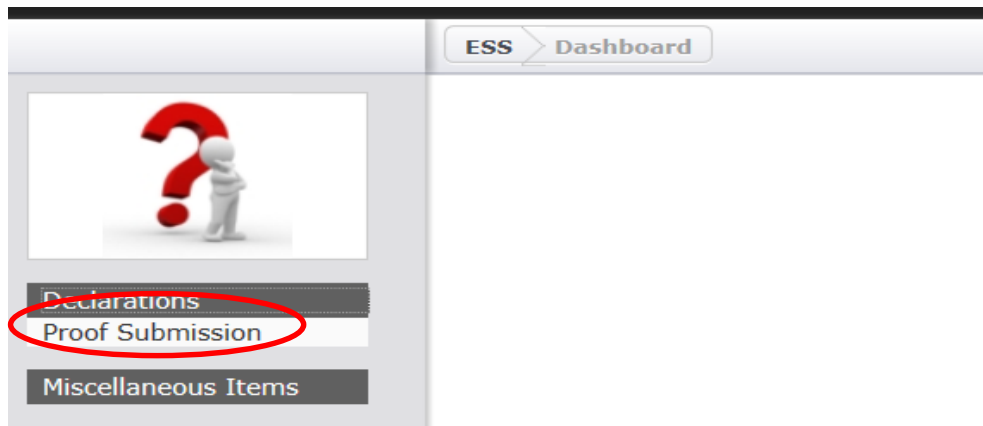 ESS Dashboard
Declarations
Proof Submission
Miscellaneous Items